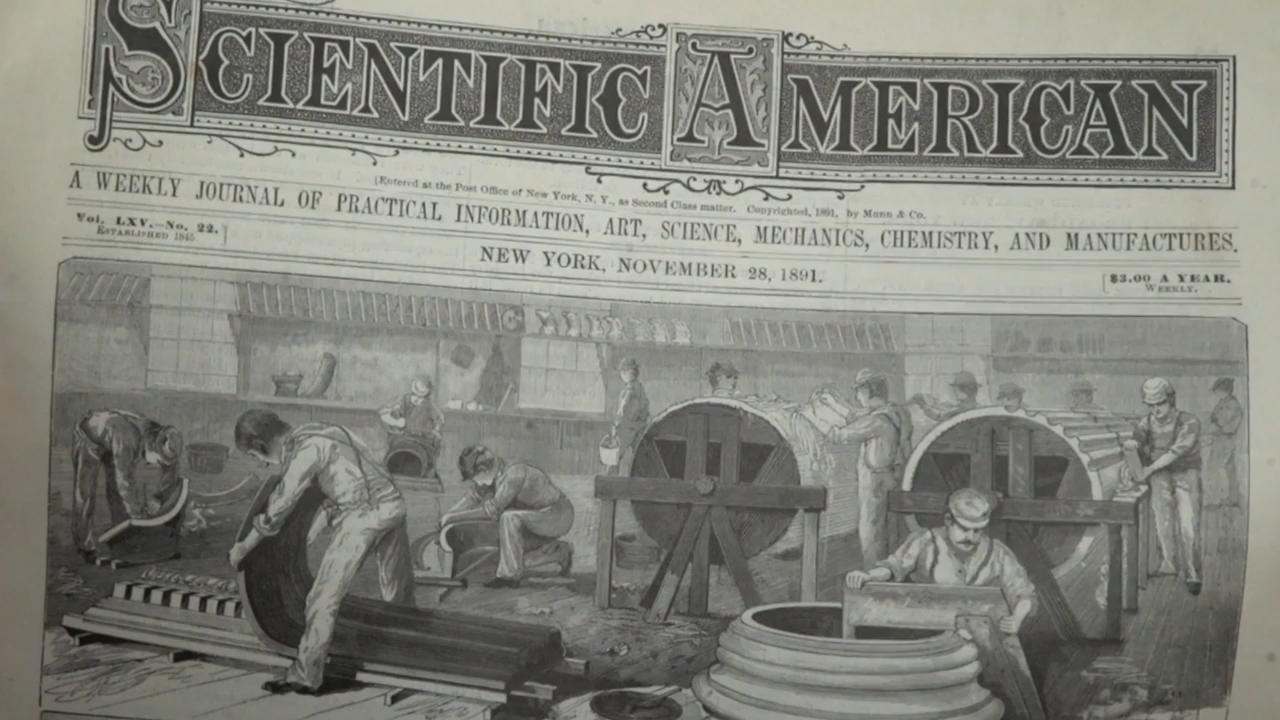 SCIENTIFIC AMERICAN
[Entered at the Post Office of New York, N. Y., as Second Class matter. Copyrighted, 1891, by Munn & Co.
A WEEKLY JOURNAL OF PRACTICAL INFORMATION, ART, SCIENCE, MECHANICS, CHEMISTRY, AND MANUFACTURES.
Vol. LXV.—No. 22.
ESTABLISHED 1845.
NEW YORK, NOVEMBER 28, 1891.
$3.00 A YEAR.
WEEKLY.